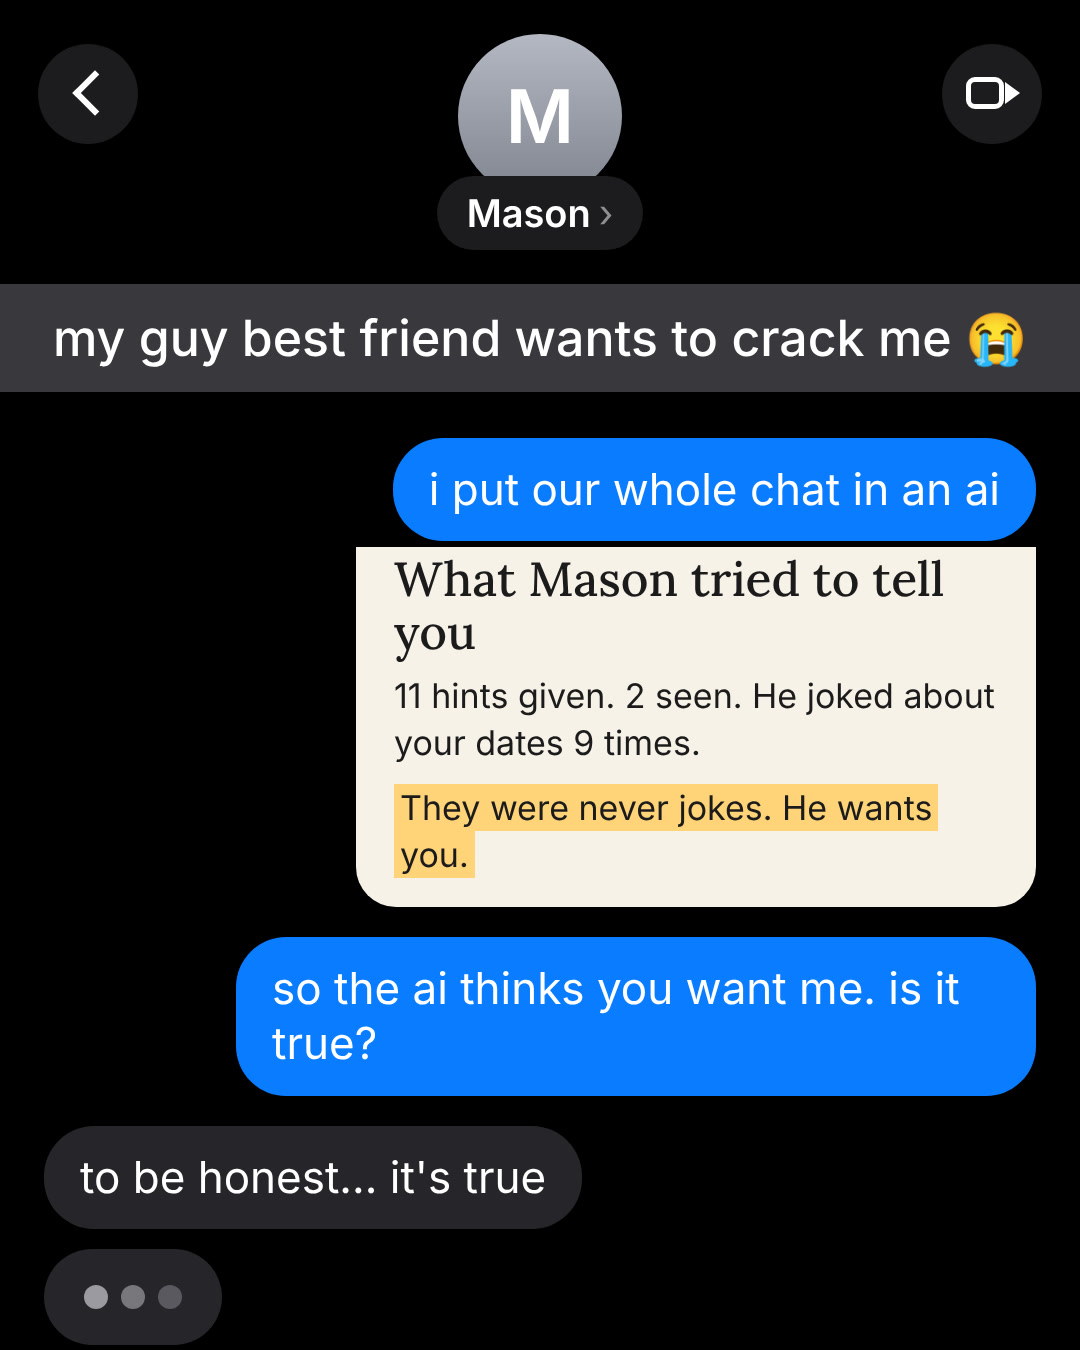 M
Mason ›
my guy best friend wants to crack me 😭
i put our whole chat in an ai
What Mason tried to tell
you
11 hints given. 2 seen. He joked about
your dates 9 times.
They were never jokes. He wants
you.
so the ai thinks you want me. is it
true?
to be honest... it's true